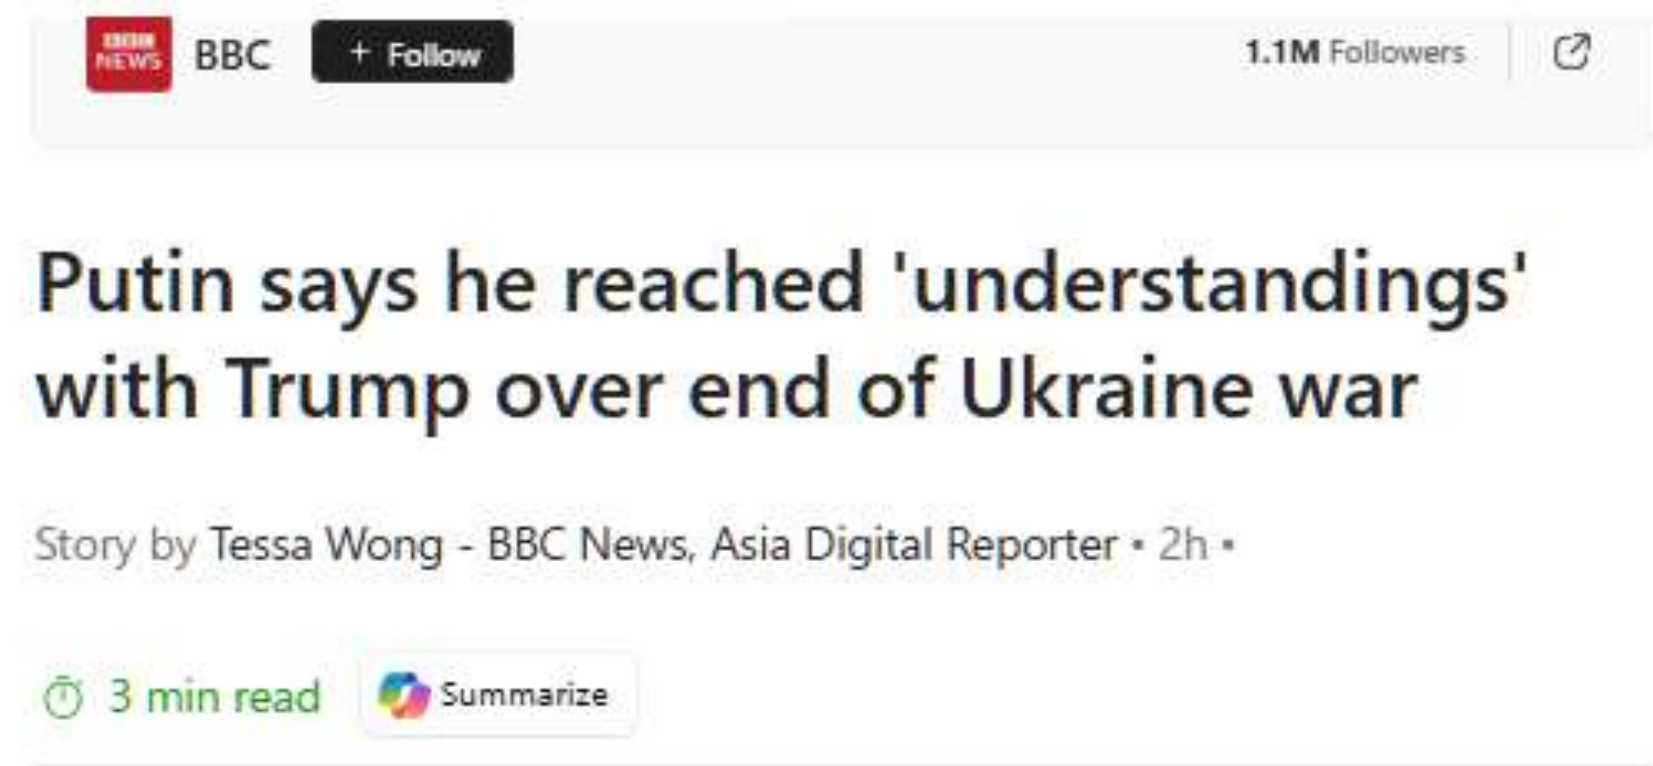 BBC NEWS BBC + Follow 1.1M Followers
Putin says he reached 'understandings'
with Trump over end of Ukraine war
Story by Tessa Wong - BBC News, Asia Digital Reporter • 2h •
3 min read Summarize